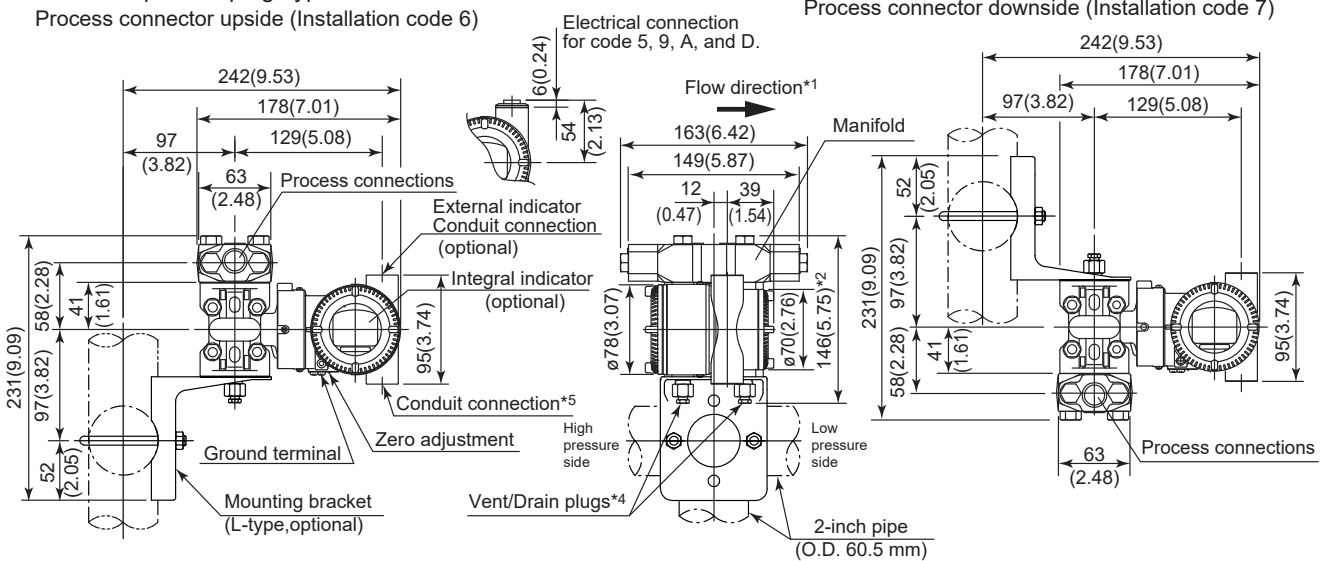 Process connector upside (Installation code 6)
Electrical connection
for code 5, 9, A, and D.
Process connector downside (Installation code 7)
242(9.53)
178(7.01)
97
(3.82)
129(5.08)
63
(2.48)
Process connections
6(0.24)
54
(2.13)
External indicator
Conduit connection
(optional)
Integral indicator
(optional)
231(9.09)
58(2.28)
41
(1.61)
97(3.82)
52
(2.05)
95(3.74)
Conduit connection*5
Zero adjustment
Ground terminal
Mounting bracket
(L-type,optional)
Flow direction*1
163(6.42)
149(5.87)
Manifold
12
(0.47)
39
(1.54)
ø78(3.07)
ø70(2.76)
146(5.75)*2
High
pressure
side
Low
pressure
side
Vent/Drain plugs*4
2-inch pipe
(O.D. 60.5 mm)
242(9.53)
178(7.01)
97(3.82)
129(5.08)
231(9.09)
52
(2.05)
97(3.82)
41
(1.61)
58(2.28)
95(3.74)
Process connections
63
(2.48)